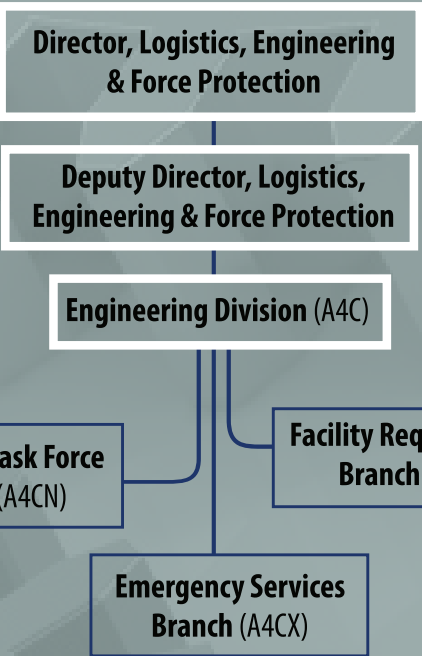 Director, Logistics, Engineering
& Force Protection
Deputy Director, Logistics,
Engineering & Force Protection
Engineering Division (A4C)
ask Force
(A4CN)
Facility Req
Branch
Emergency Services
Branch (A4CX)